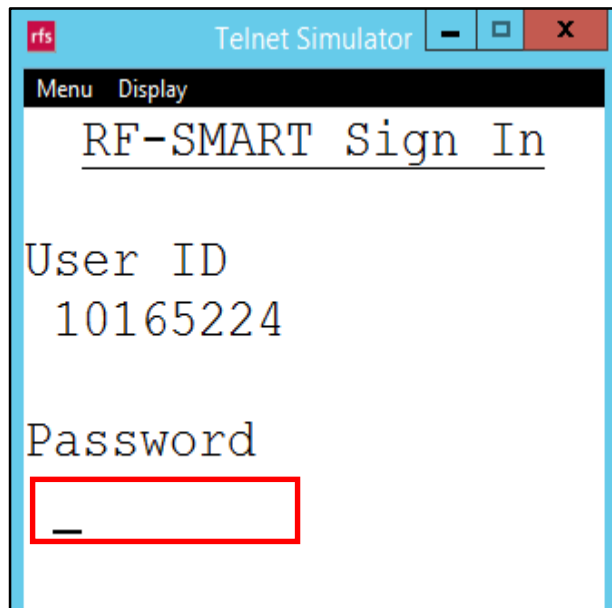 rfs
Telnet Simulator
Menu Display
RF-SMART Sign In
User ID
10165224
Password
_